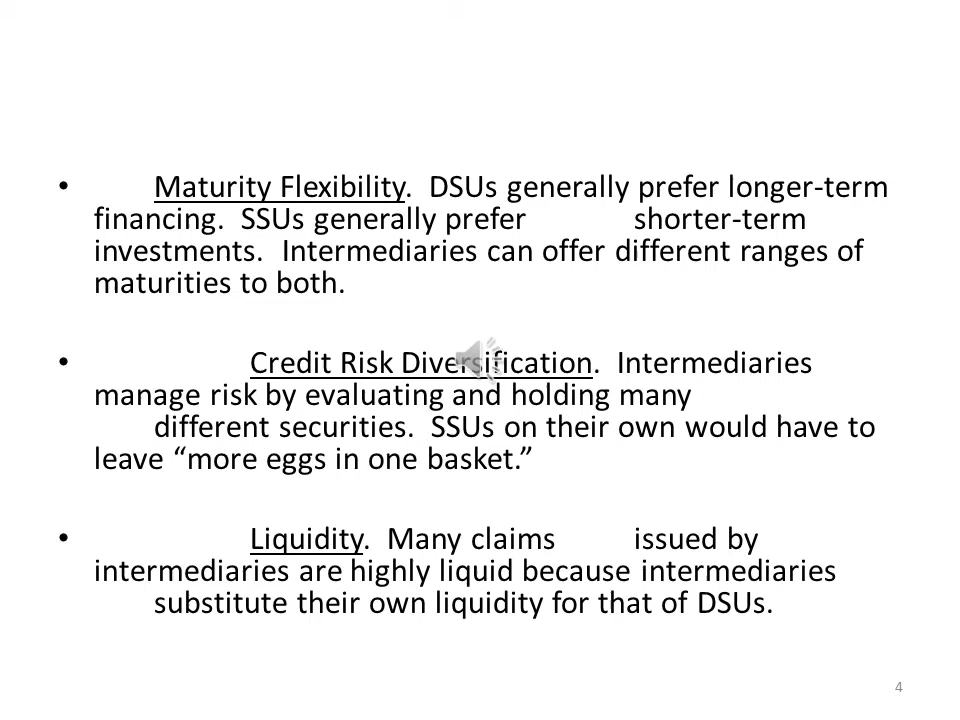 • Maturity Flexibility. DSUs generally prefer longer-term
financing. SSUs generally prefer shorter-term
investments. Intermediaries can offer different ranges of
maturities to both.
• Credit Risk Diversification. Intermediaries
manage risk by evaluating and holding many
different securities. SSUs on their own would have to
leave “more eggs in one basket.”
• Liquidity. Many claims issued by
intermediaries are highly liquid because intermediaries
substitute their own liquidity for that of DSUs.
4